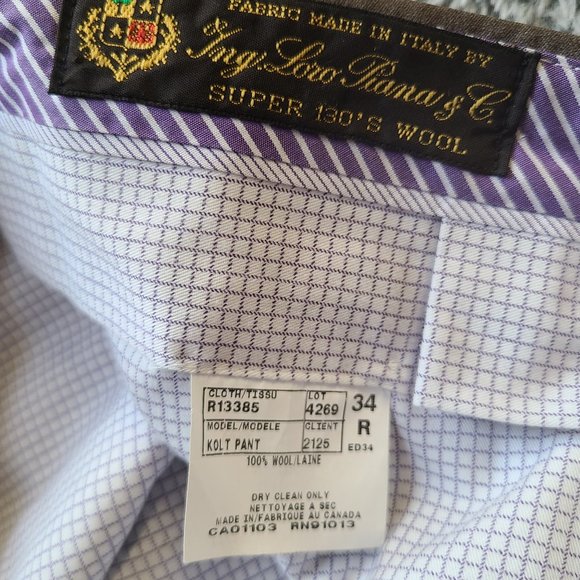 FABRIC MADE IN ITALY BY
Ing. Loro Piana & C.
SUPER 130'S WOOL
CLOTH/TISSU LOT 34
R13385 4269
MODEL/MODELE CLIENT R
KOLT PANT 2125 ED34
100% WOOL/LAINE
DRY CLEAN ONLY
NETTOYAGE A SEC
MADE IN/FABRIQUE AU CANADA
CA01103 RN91013